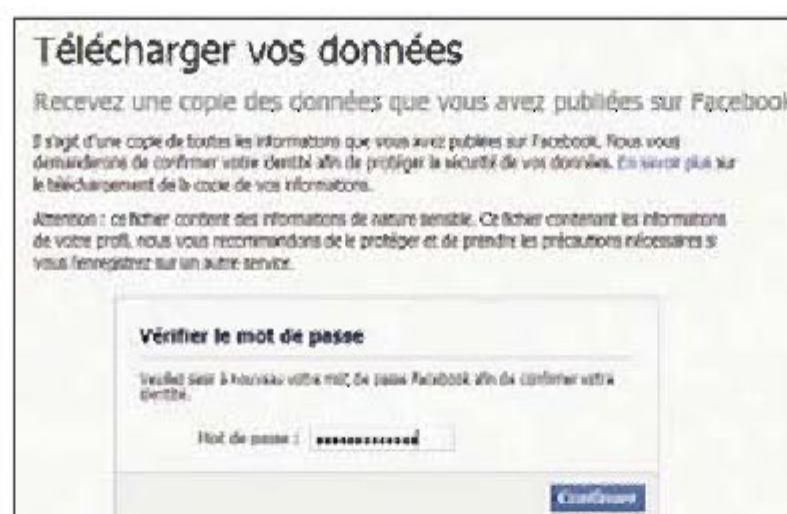 Télécharger vos données
Recevez une copie des données que vous avez publiées sur Facebook
Il s'agit d'une copie de toutes les informations que vous avez publiées sur Facebook. Nous vous
demanderons de confirmer votre identité afin de protéger la sécurité de vos données. En savoir plus sur
le téléchargement de la copie de vos informations.
Attention : ce fichier contient des informations de nature sensible. Ce fichier contenant les informations
de votre profil, nous vous recommandons de le protéger et de prendre les précautions nécessaires si
vous l'enregistrez sur un autre service.
Vérifier le mot de passe
Veuillez saisir à nouveau votre mot de passe Facebook afin de confirmer votre
identité.
Mot de passe :
Continuer